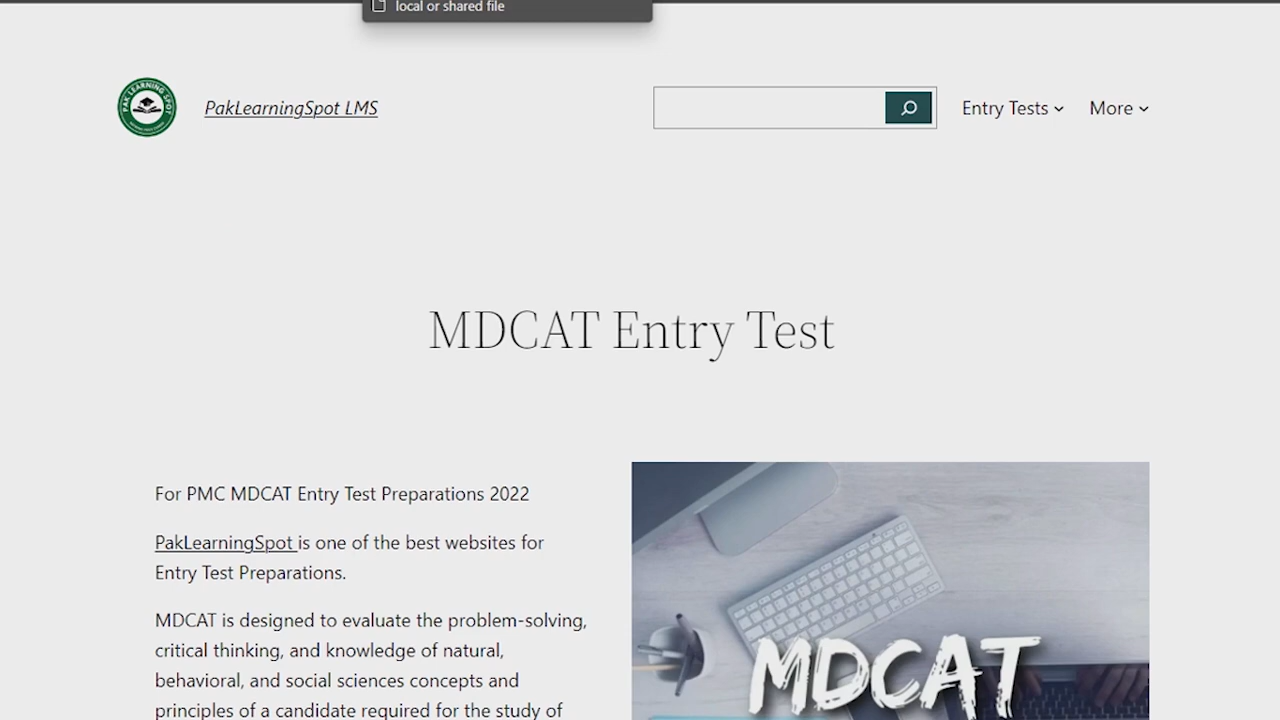 local or shared file
PAK LEARNING SPOT
PakLearningSpot LMS
Entry Tests
More
MDCAT Entry Test
For PMC MDCAT Entry Test Preparations 2022
PakLearningSpot is one of the best websites for
Entry Test Preparations.
MDCAT is designed to evaluate the problem-solving,
critical thinking, and knowledge of natural,
behavioral, and social sciences concepts and
principles of a candidate required for the study of
MDCAT